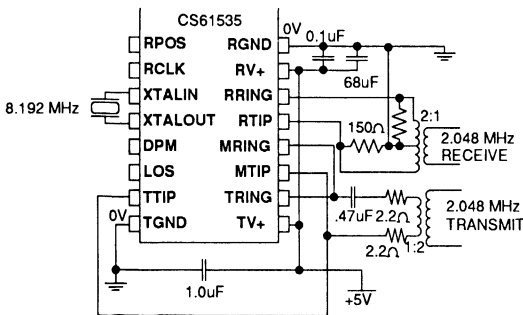 CS61535
0V
0.1uF
RPOS RGND
RCLK RV+
68uF
XTALIN RRING
8.192 MHz
2:1
XTALOUT RTIP
150Ω
2.048 MHz
RECEIVE
DPM MRING
LOS MTIP
TTIP TRING
.47uF 2.2Ω
2.048 MHz
TRANSMIT
0V
TGND TV+
2.2Ω 1:2
1.0uF
+5V